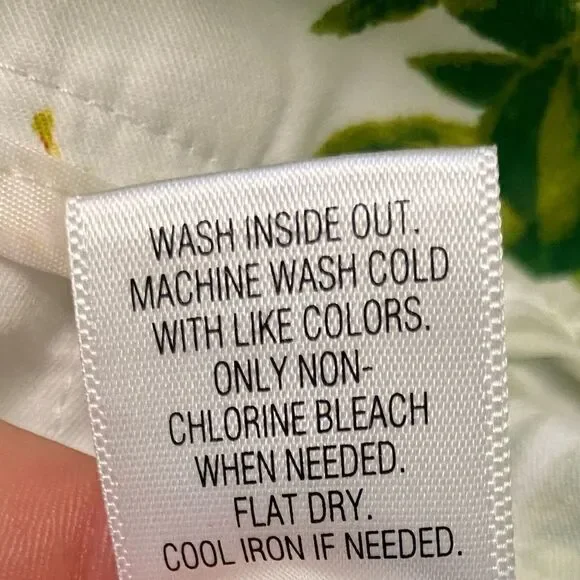 WASH INSIDE OUT.
MACHINE WASH COLD
WITH LIKE COLORS.
ONLY NON-
CHLORINE BLEACH
WHEN NEEDED.
FLAT DRY.
COOL IRON IF NEEDED.